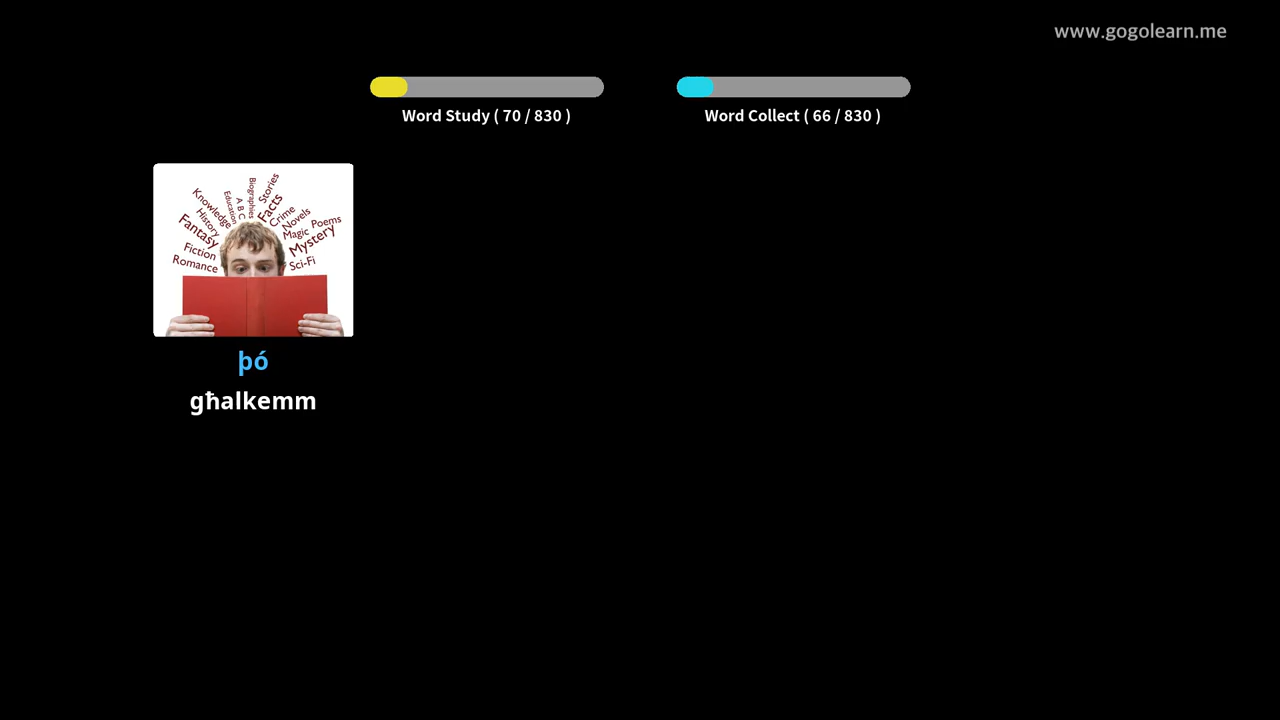 www.gogolearn.me
Word Study ( 70 / 830 )
Word Collect ( 66 / 830 )
Knowledge
History
Fantasy
Fiction
Romance
Education
A B C
Biographies
Stories
Facts
Crime
Novels
Magic
Poems
Mystery
Sci-Fi
þó
għalkemm